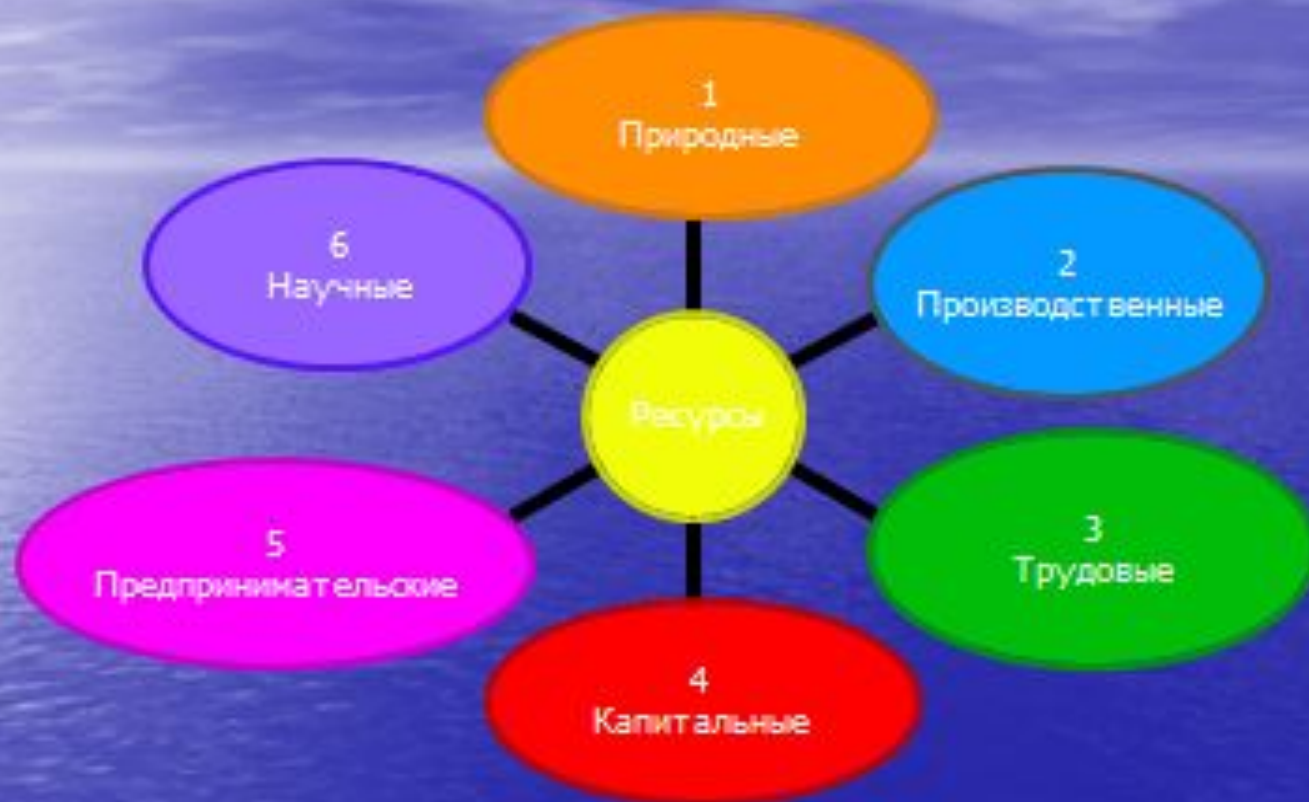 1
Природные
2
Производственные
3
Трудовые
4
Капитальные
5
Предпринимательские
6
Научные
Ресурсы